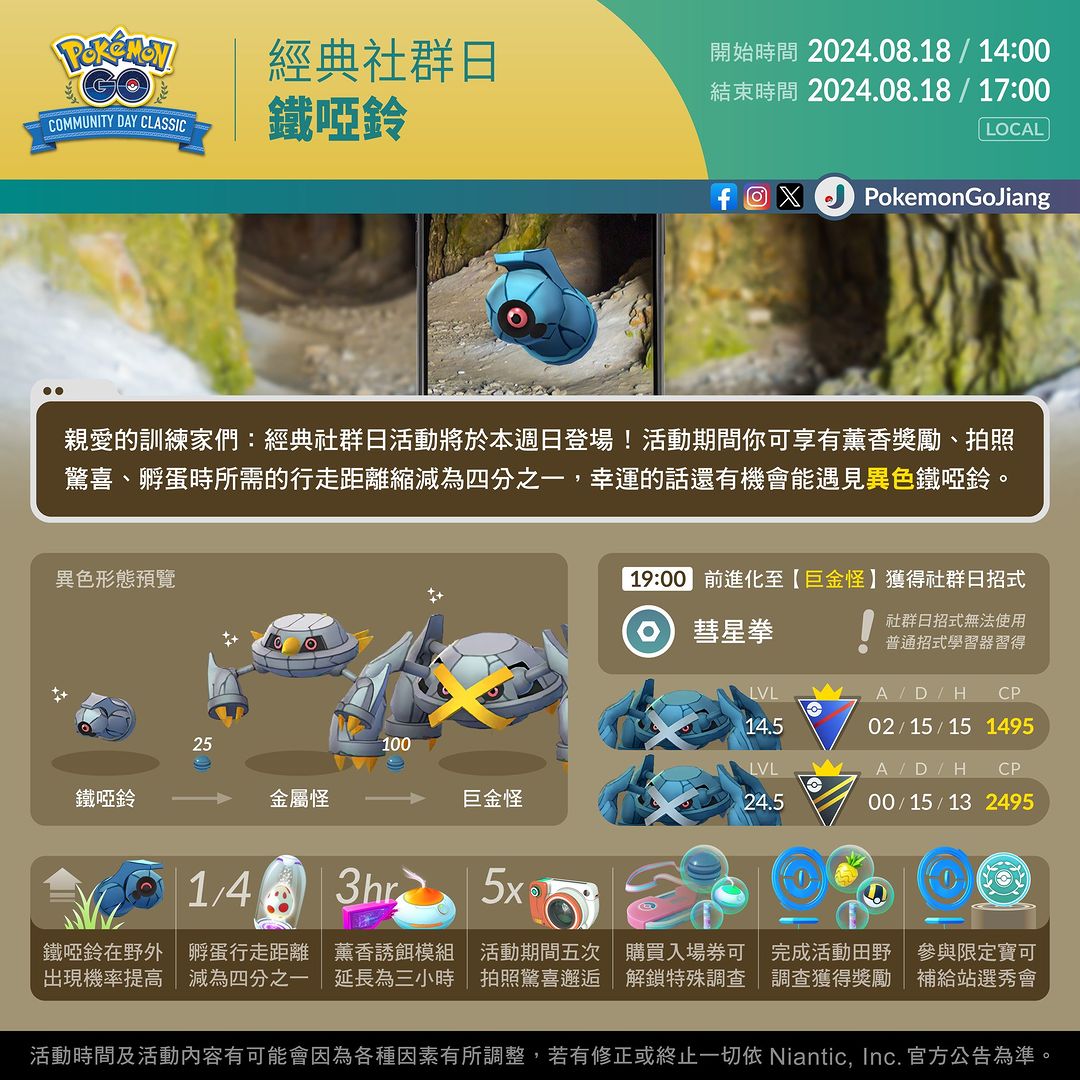 POKÉMON
GO
COMMUNITY DAY CLASSIC
經典社群日
鐵啞鈴
開始時間 2024.08.18 / 14:00
結束時間 2024.08.18 / 17:00
LOCAL
PokemonGoJiang
親愛的訓練家們：經典社群日活動將於本週日登場！活動期間你可享有薰香獎勵、拍照
驚喜、孵蛋時所需的行走距離縮減為四分之一，幸運的話還有機會能遇見異色鐵啞鈴。
異色形態預覽
25
100
鐵啞鈴
金屬怪
巨金怪
19:00 前進化至【巨金怪】獲得社群日招式
彗星拳
社群日招式無法使用
普通招式學習器習得
LVL A / D / H CP
14.5 02 / 15 / 15 1495
LVL A / D / H CP
24.5 00 / 15 / 13 2495
鐵啞鈴在野外
出現機率提高
1/4
孵蛋行走距離
減為四分之一
3hr
薰香誘餌模組
延長為三小時
5x
活動期間五次
拍照驚喜邂逅
購買入場券可
解鎖特殊調查
完成活動田野
調查獲得獎勵
參與限定寶可
補給站選秀會
活動時間及活動內容有可能會因為各種因素有所調整，若有修正或終止一切依 Niantic, Inc. 官方公告為準。